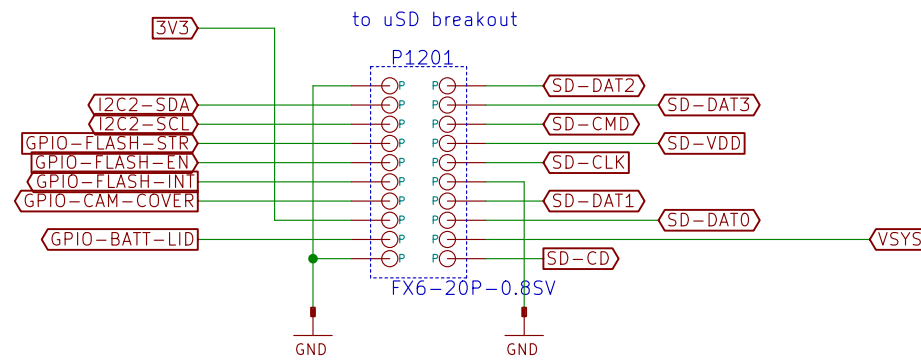 to uSD breakout
3V3
P1201
P P SD-DAT2
I2C2-SDA P P SD-DAT3
I2C2-SCL P P SD-CMD
GPIO-FLASH-STR P P SD-VDD
GPIO-FLASH-EN P P SD-CLK
GPIO-FLASH-INT P P
GPIO-CAM-COVER P P SD-DAT1
P P SD-DAT0
GPIO-BATT-LID P P VSYS
P P SD-CD
FX6-20P-0.8SV
GND GND